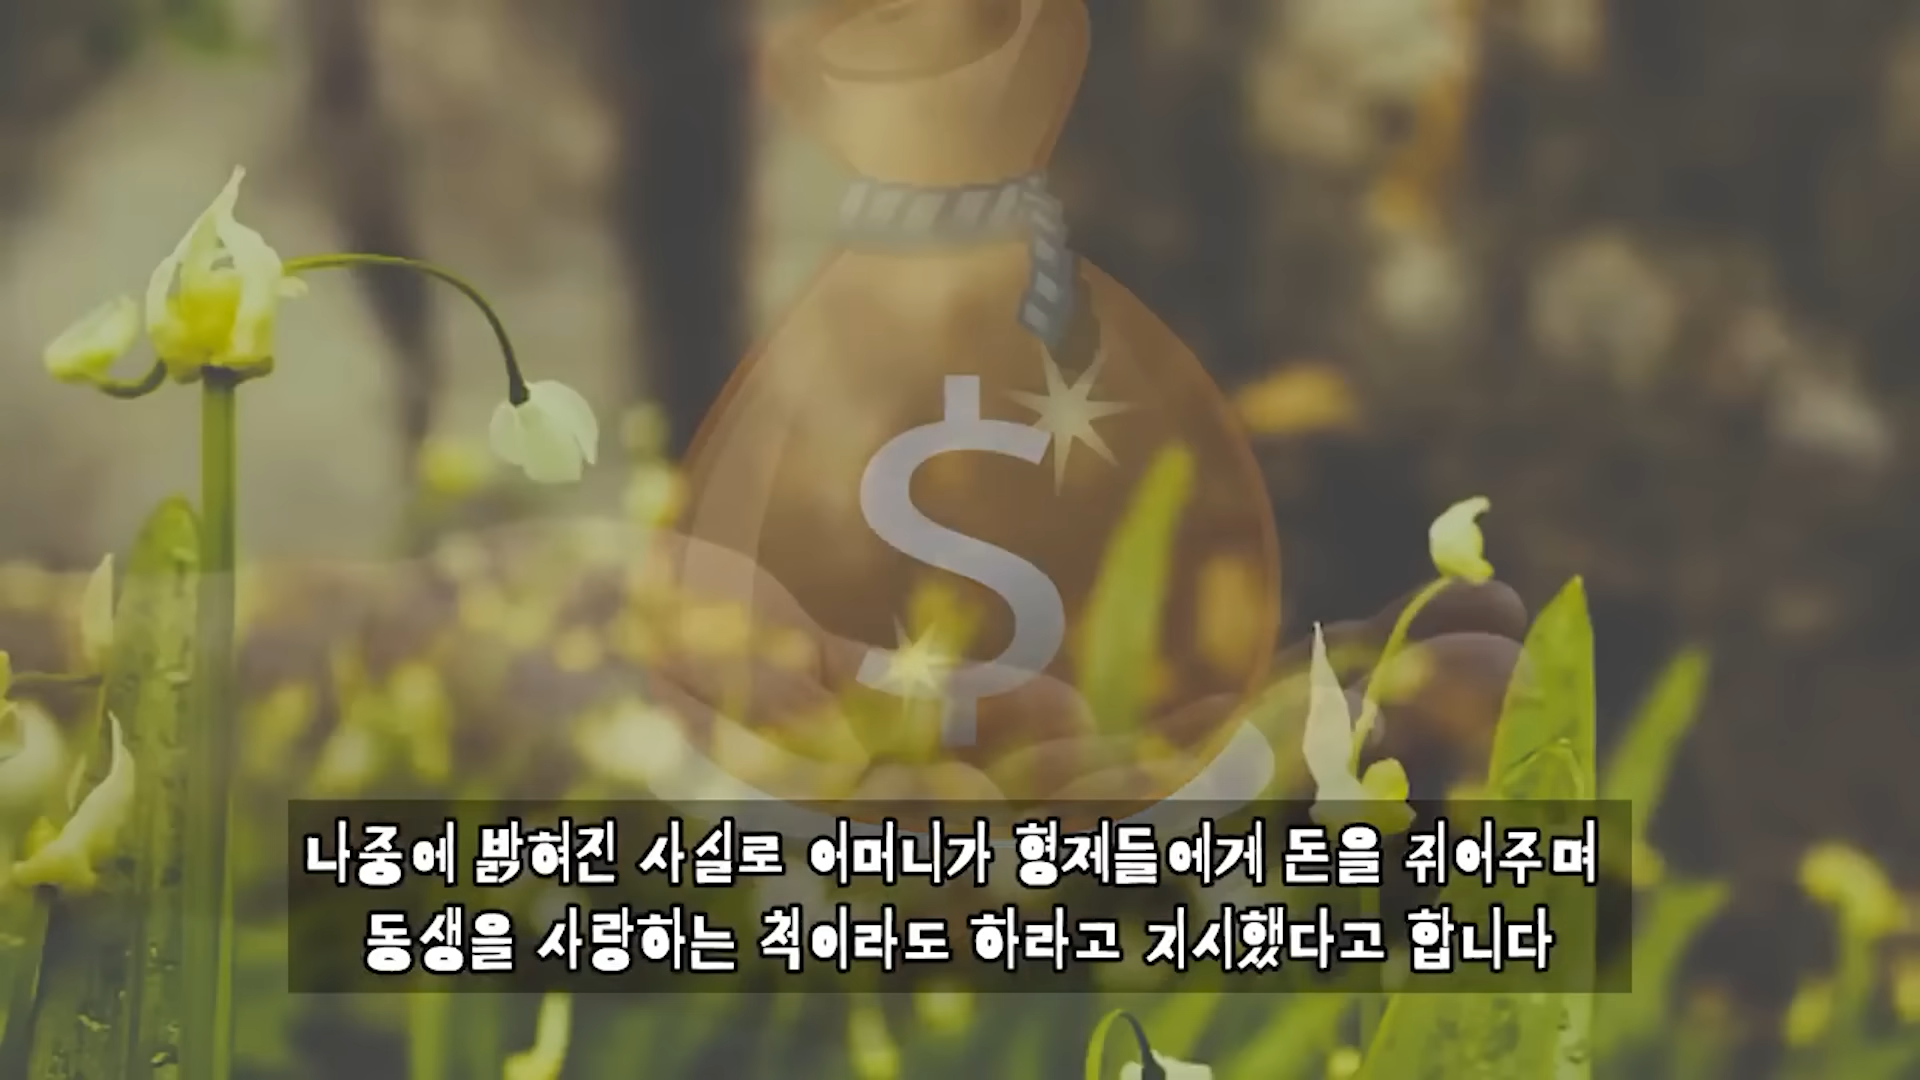 나중에 밝혀진 사실로 어머니가 형제들에게 돈을 쥐어주며
동생을 사랑하는 척이라도 하라고 지시했다고 합니다
$